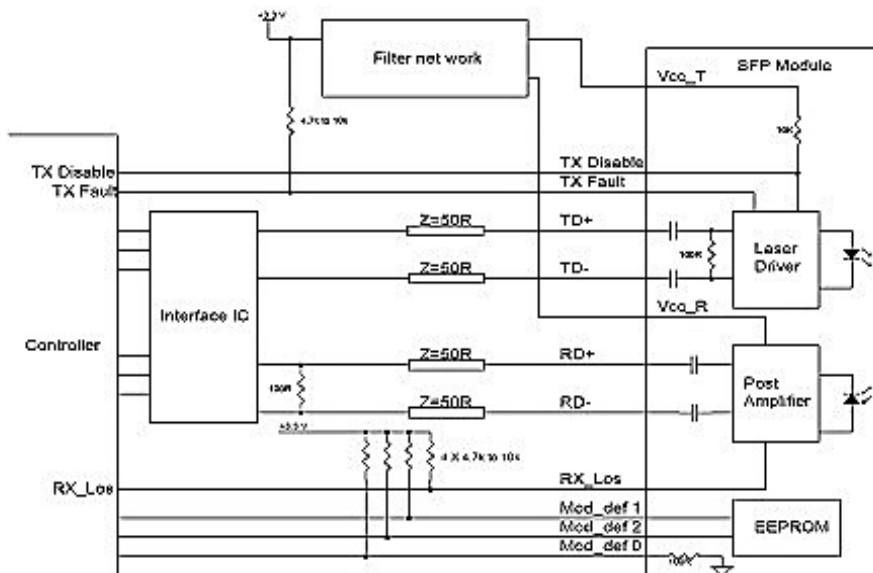 +3.3V
Filter net work
SFP Module
Vcc_T
4.7k to 10k
10K
TX Disable
TX Disable
TX Fault
TX Fault
Z=50R
TD+
100R
Laser
Driver
Z=50R
TD-
Interface IC
Vcc_R
Controller
Z=50R
RD+
100R
Post
Amplifier
Z=50R
RD-
+3.3V
4 X 4.7k to 10k
RX_Los
RX_Los
Mod_def 1
Mod_def 2
EEPROM
Mod_def 0
100R